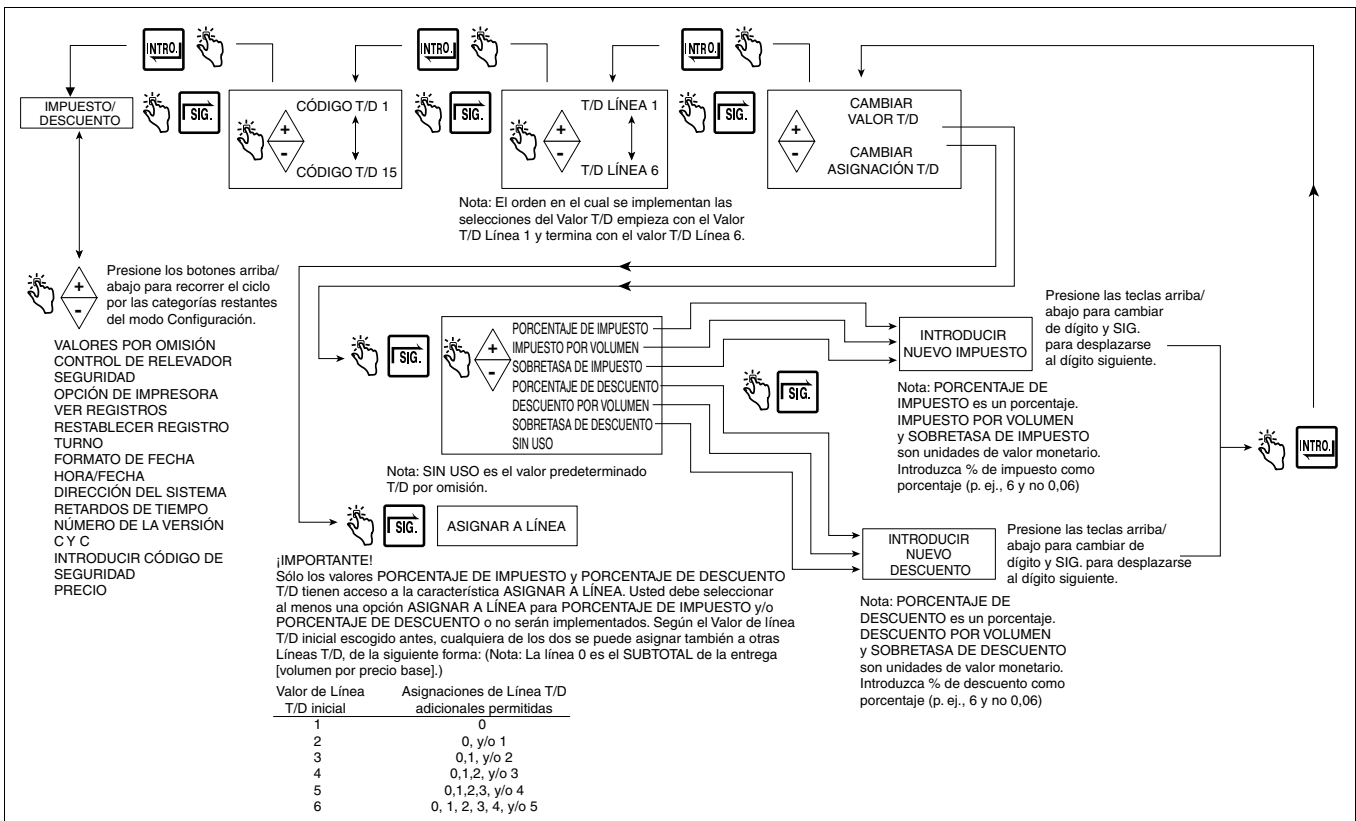 INTRO.
INTRO.
INTRO.
IMPUESTO/
DESCUENTO
SIG.
CÓDIGO T/D 1
+
-
CÓDIGO T/D 15
SIG.
T/D LÍNEA 1
+
-
T/D LÍNEA 6
SIG.
CAMBIAR
VALOR T/D
+
-
CAMBIAR
ASIGNACIÓN T/D
Nota: El orden en el cual se implementan las
selecciones del Valor T/D empieza con el Valor
T/D Línea 1 y termina con el valor T/D Línea 6.
+
-
Presione los botones arriba/
abajo para recorrer el ciclo
por las categorías restantes
del modo Configuración.
VALORES POR OMISIÓN
CONTROL DE RELEVADOR
SEGURIDAD
OPCIÓN DE IMPRESORA
VER REGISTROS
RESTABLECER REGISTRO
TURNO
FORMATO DE FECHA
HORA/FECHA
DIRECCIÓN DEL SISTEMA
RETARDOS DE TIEMPO
NÚMERO DE LA VERSIÓN
C Y C
INTRODUCIR CÓDIGO DE
SEGURIDAD
PRECIO
SIG.
+
-
PORCENTAJE DE IMPUESTO
IMPUESTO POR VOLUMEN
SOBRETASA DE IMPUESTO
PORCENTAJE DE DESCUENTO
DESCUENTO POR VOLUMEN
SOBRETASA DE DESCUENTO
SIN USO
Nota: SIN USO es el valor predeterminado
T/D por omisión.
SIG.
INTRODUCIR
NUEVO IMPUESTO
Presione las teclas arriba/
abajo para cambiar
de dígito y SIG.
para desplazarse
al dígito siguiente.
Nota: PORCENTAJE DE
IMPUESTO es un porcentaje.
IMPUESTO POR VOLUMEN
y SOBRETASA DE IMPUESTO
son unidades de valor monetario.
Introduzca % de impuesto como
porcentaje (p. ej., 6 y no 0,06)
INTRO.
INTRODUCIR
NUEVO
DESCUENTO
Presione las teclas arriba/
abajo para cambiar de
dígito y SIG. para desplazarse
al dígito siguiente.
Nota: PORCENTAJE DE
DESCUENTO es un porcentaje.
DESCUENTO POR VOLUMEN
y SOBRETASA DE DESCUENTO
son unidades de valor monetario.
Introduzca % de descuento como
porcentaje (p. ej., 6 y no 0,06)
SIG.
ASIGNAR A LÍNEA
¡IMPORTANTE!
Sólo los valores PORCENTAJE DE IMPUESTO y PORCENTAJE DE DESCUENTO
T/D tienen acceso a la característica ASIGNAR A LÍNEA. Usted debe seleccionar
al menos una opción ASIGNAR A LÍNEA para PORCENTAJE DE IMPUESTO y/o
PORCENTAJE DE DESCUENTO o no serán implementados. Según el Valor de línea
T/D inicial escogido antes, cualquiera de los dos se puede asignar también a otras
Líneas T/D, de la siguiente forma: (Nota: La línea 0 es el SUBTOTAL de la entrega
[volumen por precio base].)
Valor de Línea Asignaciones de Línea T/D
T/D inicial adicionales permitidas
1 0
2 0, y/o 1
3 0,1, y/o 2
4 0,1,2, y/o 3
5 0,1,2,3, y/o 4
6 0, 1, 2, 3, 4, y/o 5